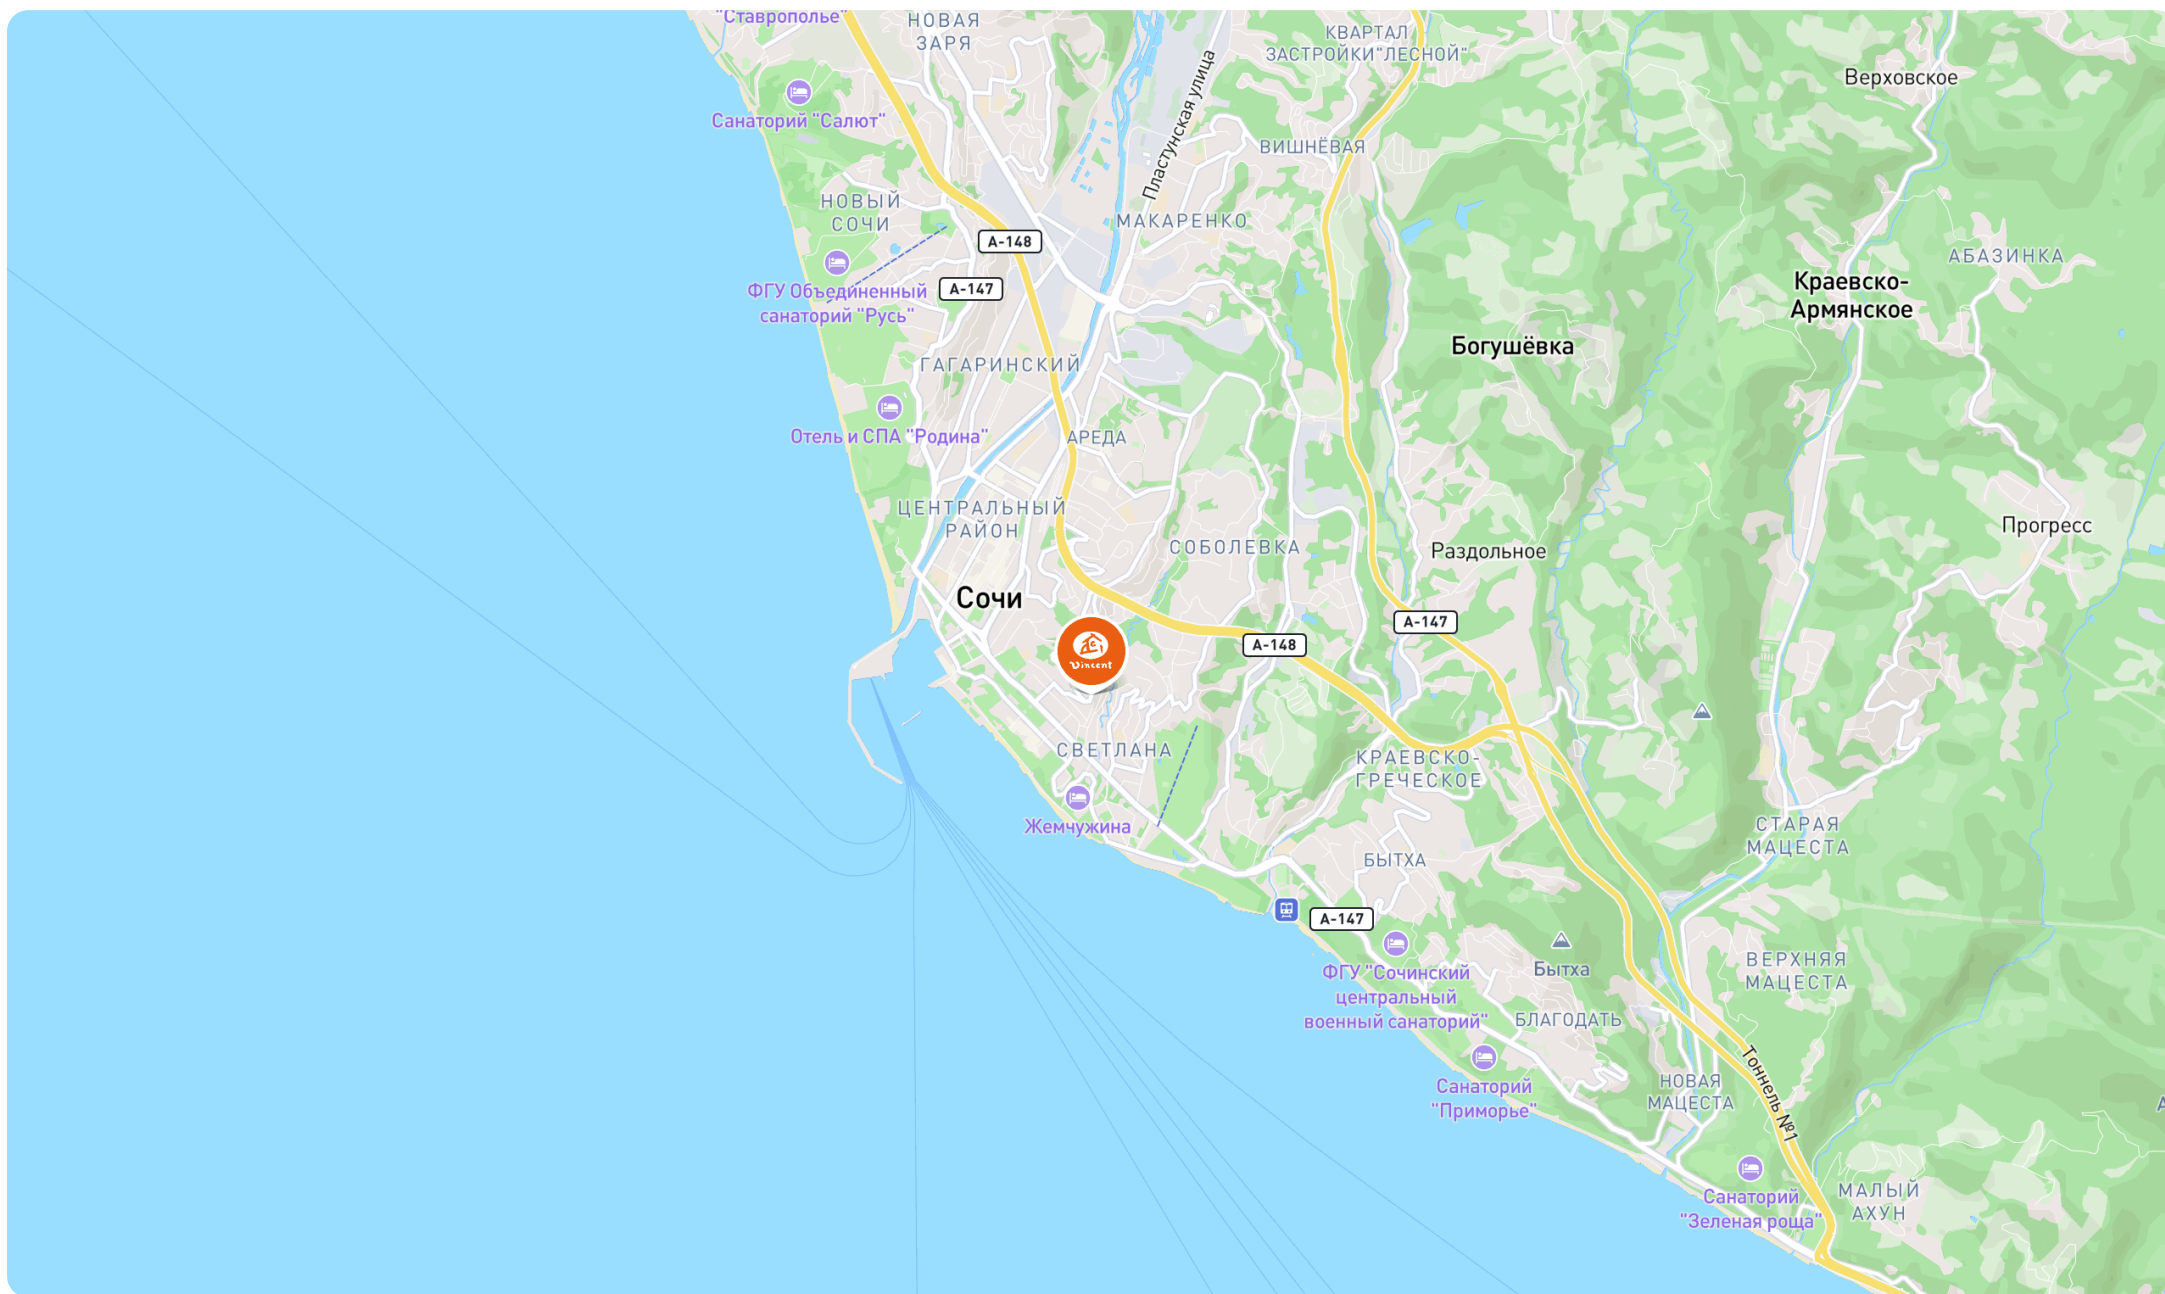 "Ставрополье"
НОВАЯ
ЗАРЯ
КВАРТАЛ
ЗАСТРОЙКИ"ЛЕСНОЙ"
Верховское
Санаторий "Салют"
Пластунская улица
ВИШНЁВАЯ
НОВЫЙ
СОЧИ
МАКАРЕНКО
А-148
АБАЗИНКА
ФГУ Объединенный
санаторий "Русь"
А-147
Краевско-
Армянское
Богушёвка
ГАГАРИНСКИЙ
Отель и СПА "Родина"
АРЕДА
ЦЕНТРАЛЬНЫЙ
РАЙОН
СОБОЛЕВКА
Раздольное
Прогресс
Сочи
А-147
А-148
Vincent
СВЕТЛАНА
КРАЕВСКО-
ГРЕЧЕСКОЕ
Жемчужина
СТАРАЯ
МАЦЕСТА
БЫТХА
А-147
ФГУ "Сочинский
центральный
военный санаторий"
Бытха
ВЕРХНЯЯ
МАЦЕСТА
БЛАГОДАТЬ
Санаторий
"Приморье"
НОВАЯ
МАЦЕСТА
Тоннель №1
Санаторий
"Зеленая роща"
МАЛЫЙ
АХУН